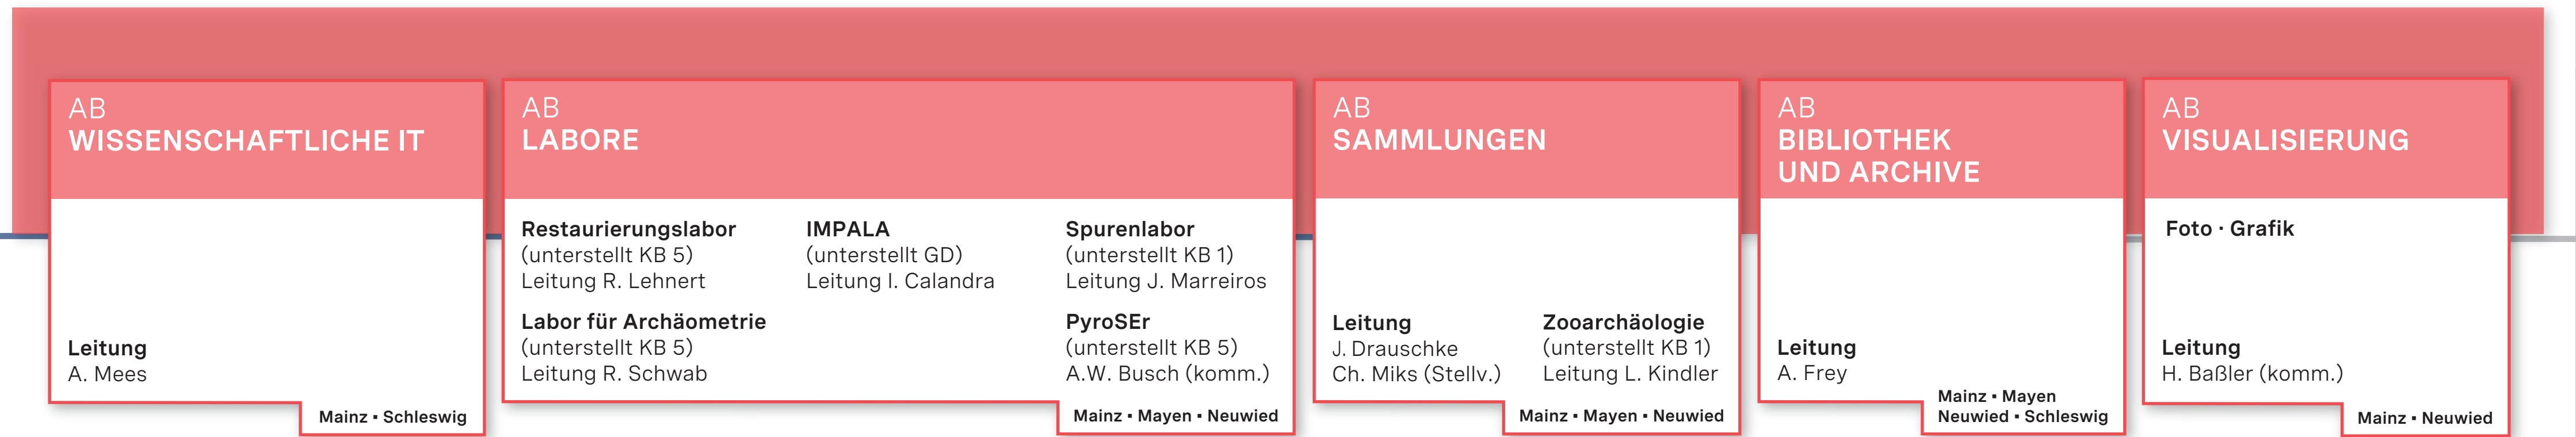 AB
WISSENSCHAFTLICHE IT
Leitung
A. Mees
Mainz ▪ Schleswig
AB
LABORE
Restaurierungslabor
(unterstellt KB 5)
Leitung R. Lehnert
IMPALA
(unterstellt GD)
Leitung I. Calandra
Spurenlabor
(unterstellt KB 1)
Leitung J. Marreiros
Labor für Archäometrie
(unterstellt KB 5)
Leitung R. Schwab
PyroSEr
(unterstellt KB 5)
A.W. Busch (komm.)
Mainz ▪ Mayen ▪ Neuwied
AB
SAMMLUNGEN
Leitung
J. Drauschke
Ch. Miks (Stellv.)
Zooarchäologie
(unterstellt KB 1)
Leitung L. Kindler
Mainz ▪ Mayen ▪ Neuwied
AB
BIBLIOTHEK
UND ARCHIVE
Leitung
A. Frey
Mainz ▪ Mayen
Neuwied ▪ Schleswig
AB
VISUALISIERUNG
Foto · Grafik
Leitung
H. Baßler (komm.)
Mainz ▪ Neuwied